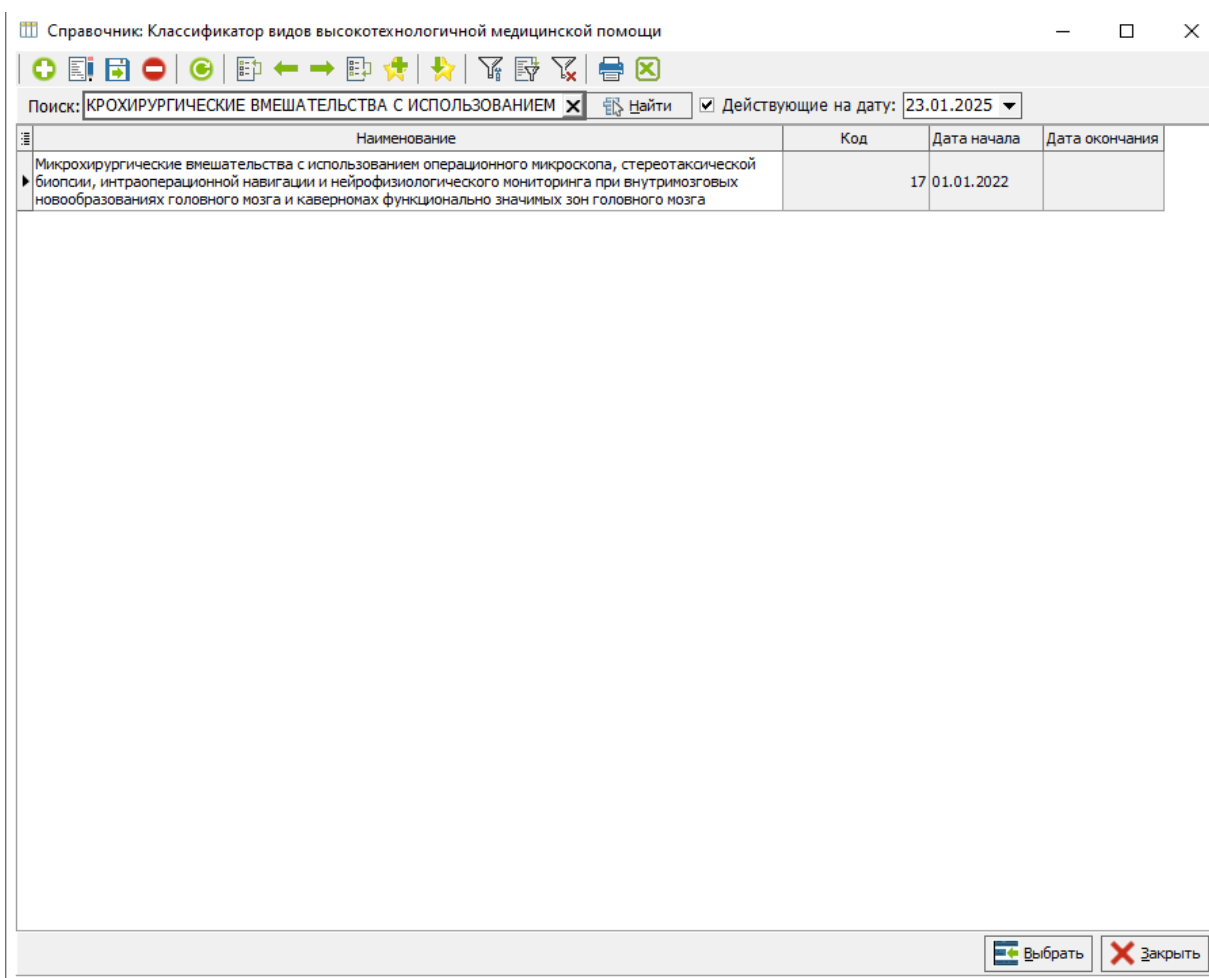 Справочник: Классификатор видов высокотехнологичной медицинской помощи
Поиск: КРОХИРУРГИЧЕСКИЕ ВМЕШАТЕЛЬСТВА С ИСПОЛЬЗОВАНИЕМ Найти Действующие на дату: 23.01.2025
Наименование Код Дата начала Дата окончания
Микрохирургические вмешательства с использованием операционного микроскопа, стереотаксической
биопсии, интраоперационной навигации и нейрофизиологического мониторинга при внутримозговых 17 01.01.2022
новообразованиях головного мозга и каверномах функционально значимых зон головного мозга
Выбрать Закрыть